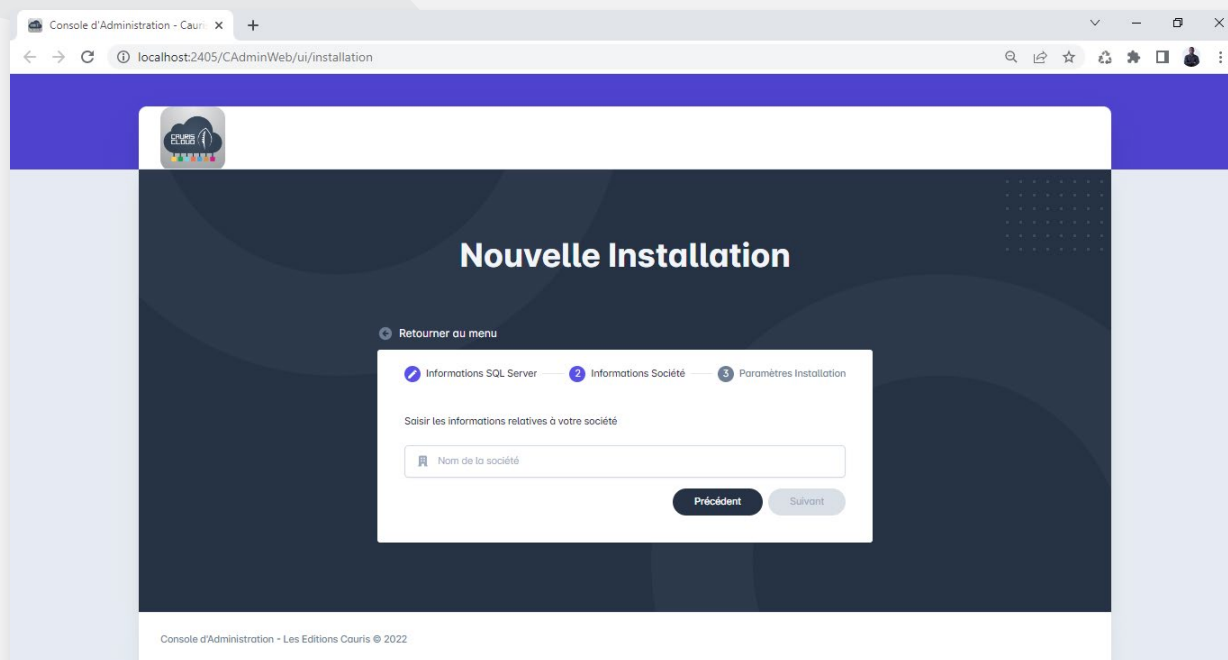 Console d'Administration - Cauri
localhost:2405/CAdminWeb/ui/installation
CAURIS
CLOUD
Nouvelle Installation
Retourner au menu
Informations SQL Server 2 Informations Société 3 Paramètres Installation
Saisir les informations relatives à votre société
Nom de la société
Précédent Suivant
Console d'Administration - Les Editions Cauris © 2022